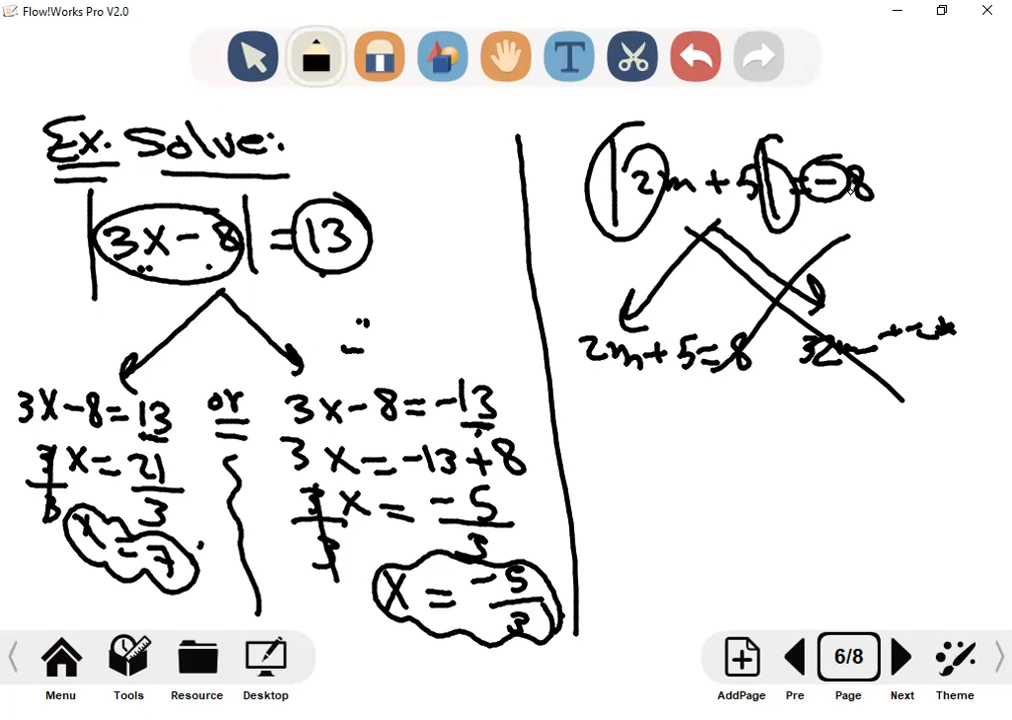 Flow!Works Pro V2.0
Ex. Solve:
|3x-8| = 13
3x-8=13 or 3x-8=-13
3x=21/3
3x=-13+8
3x/3=-5/3
x=7
x=-5/3
|2m+5|=-8
2m+5=8
Menu Tools Resource Desktop
6/8
AddPage Pre Page Next Theme